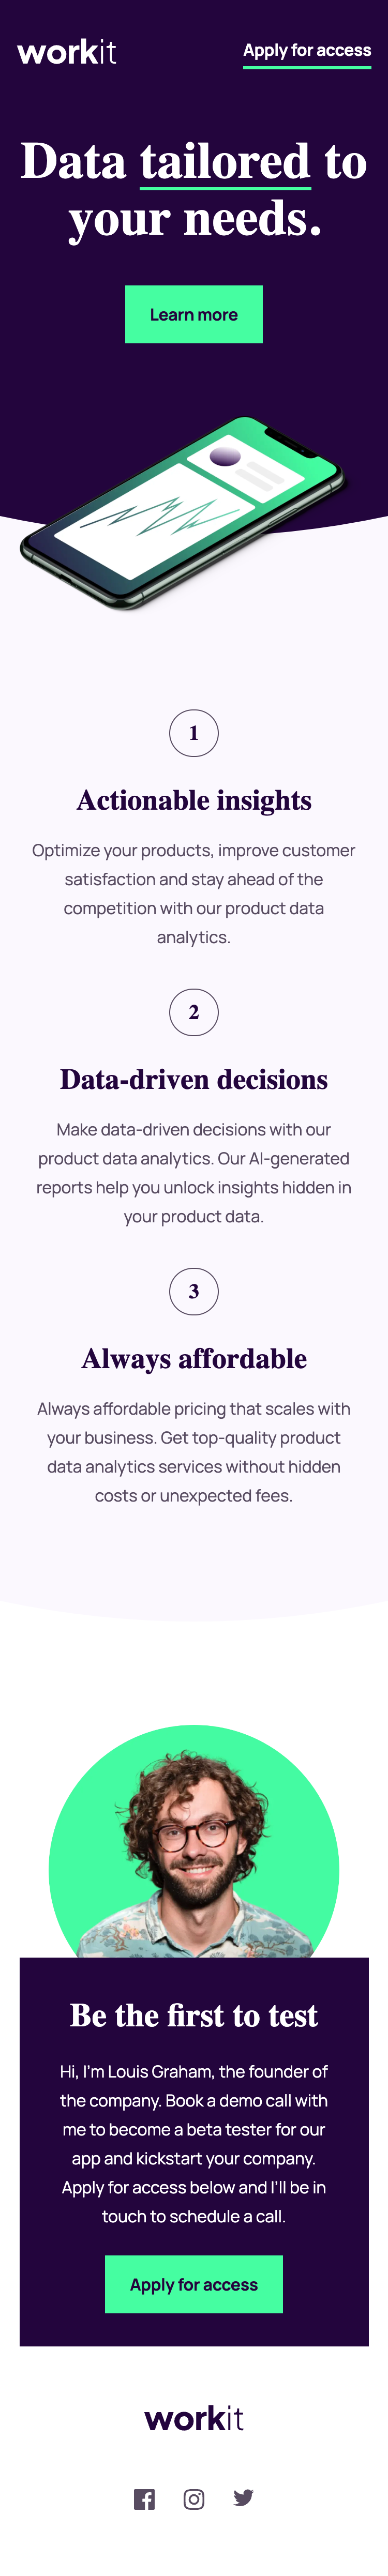 workit
Apply for access
Data tailored to
your needs.
Learn more
1
Actionable insights
Optimize your products, improve customer
satisfaction and stay ahead of the
competition with our product data
analytics.
2
Data-driven decisions
Make data-driven decisions with our
product data analytics. Our AI-generated
reports help you unlock insights hidden in
your product data.
3
Always affordable
Always affordable pricing that scales with
your business. Get top-quality product
data analytics services without hidden
costs or unexpected fees.
Be the first to test
Hi, I'm Louis Graham, the founder of
the company. Book a demo call with
me to become a beta tester for our
app and kickstart your company.
Apply for access below and I'll be in
touch to schedule a call.
Apply for access
workit